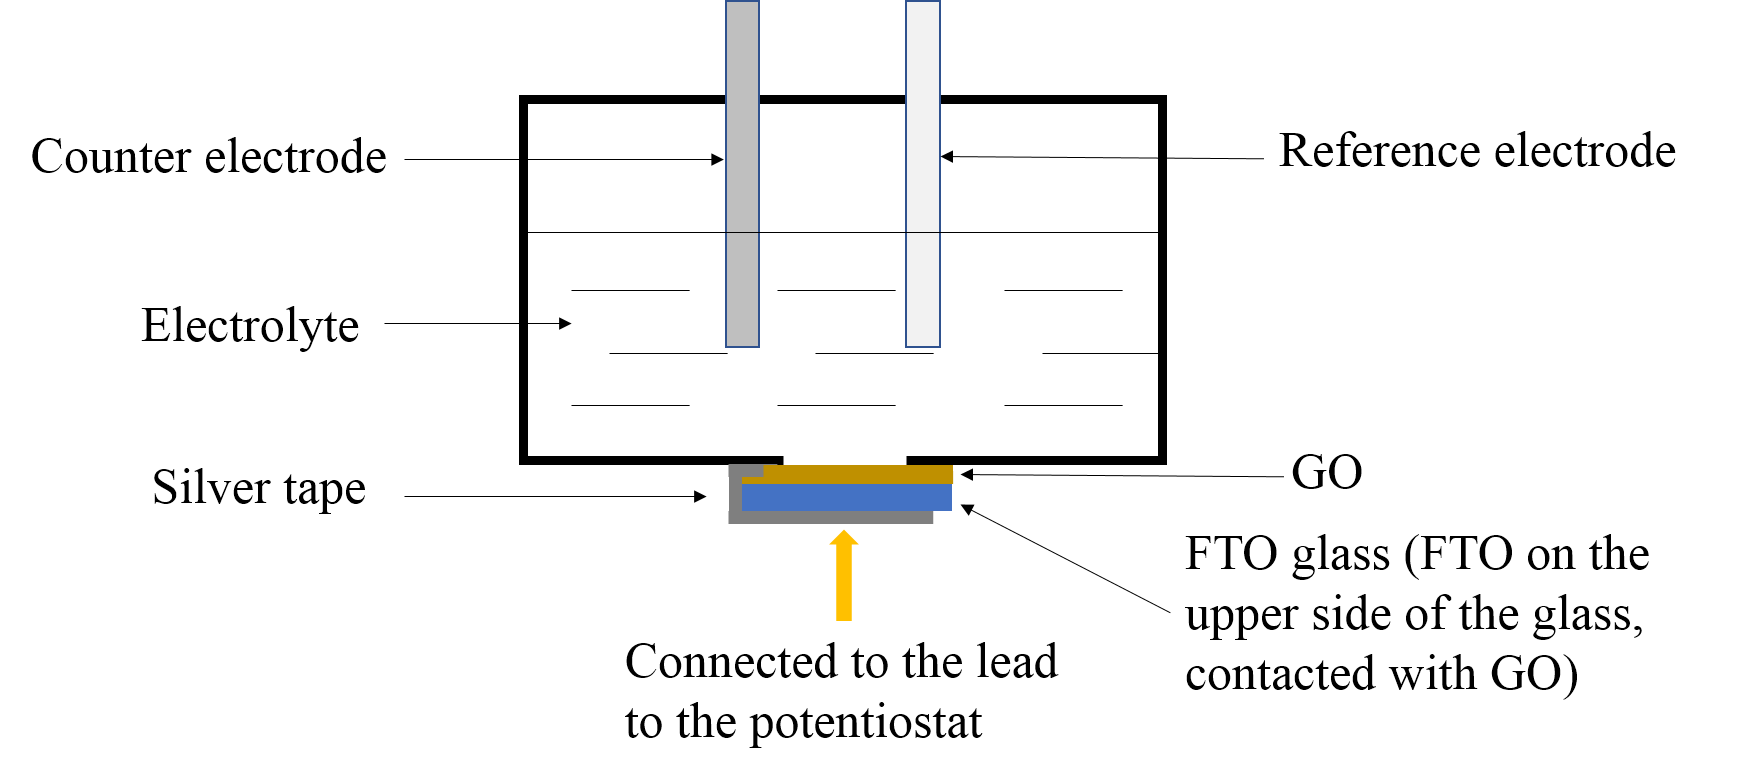 Counter electrode
Reference electrode
Electrolyte
Silver tape
GO
FTO glass (FTO on the
upper side of the glass,
contacted with GO)
Connected to the lead
to the potentiostat